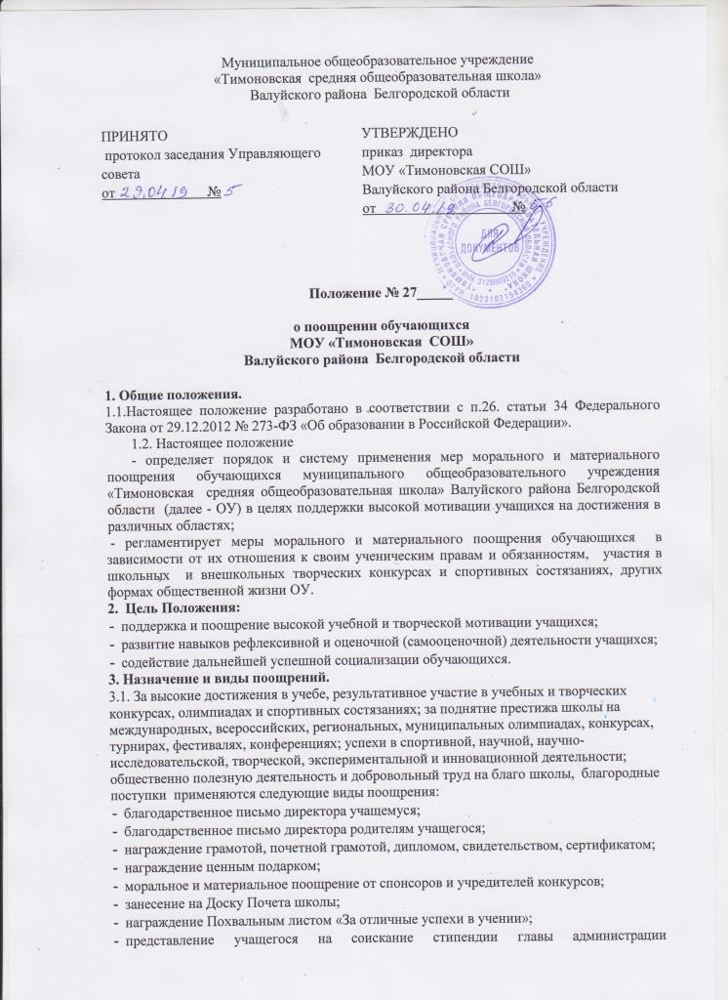 Муниципальное общеобразовательное учреждение
«Тимоновская средняя общеобразовательная школа»
Валуйского района Белгородской области
ПРИНЯТО
протокол заседания Управляющего
совета
от 29.04.19 № 5
УТВЕРЖДЕНО
приказ директора
МОУ «Тимоновская СОШ»
Валуйского района Белгородской области
от 30.04.19 №
ДЛЯ
ДОКУМЕНТОВ
Положение № 27_____
о поощрении обучающихся
МОУ «Тимоновская СОШ»
Валуйского района Белгородской области
1. Общие положения.
1.1.Настоящее положение разработано в соответствии с п.26. статьи 34 Федерального
Закона от 29.12.2012 № 273-ФЗ «Об образовании в Российской Федерации».
1.2. Настоящее положение
- определяет порядок и систему применения мер морального и материального
поощрения обучающихся муниципального общеобразовательного учреждения
«Тимоновская средняя общеобразовательная школа» Валуйского района Белгородской
области (далее - ОУ) в целях поддержки высокой мотивации учащихся на достижения в
различных областях;
- регламентирует меры морального и материального поощрения обучающихся в
зависимости от их отношения к своим ученическим правам и обязанностям, участия в
школьных и внешкольных творческих конкурсах и спортивных состязаниях, других
формах общественной жизни ОУ.
2. Цель Положения:
- поддержка и поощрение высокой учебной и творческой мотивации учащихся;
- развитие навыков рефлексивной и оценочной (самооценочной) деятельности учащихся;
- содействие дальнейшей успешной социализации обучающихся.
3. Назначение и виды поощрений.
3.1. За высокие достижения в учебе, результативное участие в учебных и творческих
конкурсах, олимпиадах и спортивных состязаниях; за поднятие престижа школы на
международных, всероссийских, региональных, муниципальных олимпиадах, конкурсах,
турнирах, фестивалях, конференциях; успехи в спортивной, научной, научно-
исследовательской, творческой, экспериментальной и инновационной деятельности;
общественно полезную деятельность и добровольный труд на благо школы, благородные
поступки применяются следующие виды поощрения:
- благодарственное письмо директора учащемуся;
- благодарственное письмо директора родителям учащегося;
- награждение грамотой, почетной грамотой, дипломом, свидетельством, сертификатом;
- награждение ценным подарком;
- моральное и материальное поощрение от спонсоров и учредителей конкурсов;
- занесение на Доску Почета школы;
- награждение Похвальным листом «За отличные успехи в учении»;
- представление учащегося на соискание стипендии главы администрации